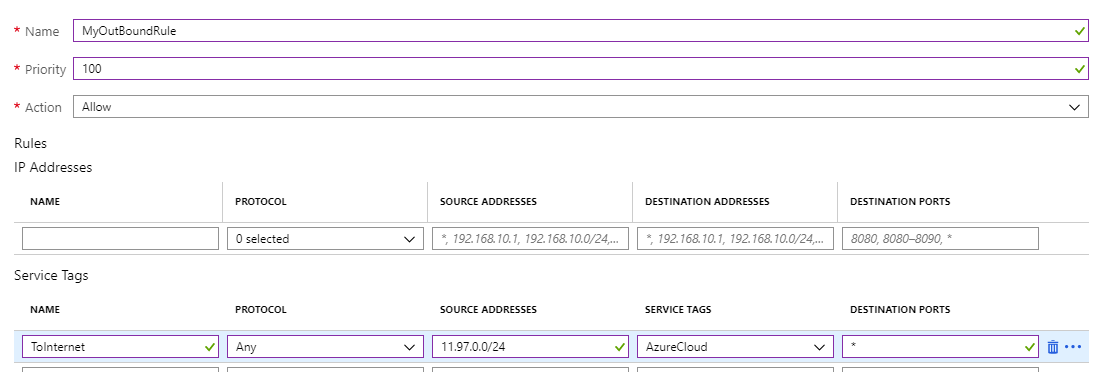 * Name MyOutBoundRule
* Priority 100
* Action Allow
Rules
IP Addresses
NAME PROTOCOL SOURCE ADDRESSES DESTINATION ADDRESSES DESTINATION PORTS
0 selected *, 192.168.10.1, 192.168.10.0/24,... *, 192.168.10.1, 192.168.10.0/24,... 8080, 8080–8090, *
Service Tags
NAME PROTOCOL SOURCE ADDRESSES SERVICE TAGS DESTINATION PORTS
ToInternet Any 11.97.0.0/24 AzureCloud *